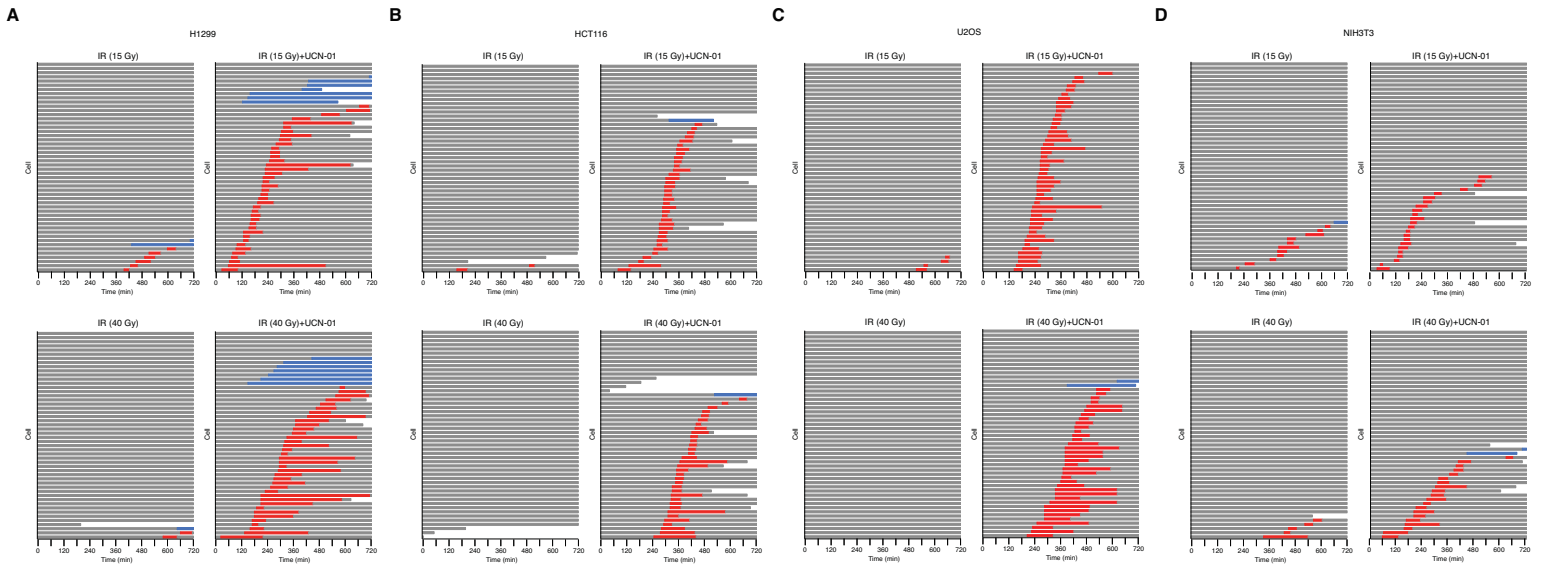 A B C D
H1299 HCT116 U2OS NIH3T3
IR (15 Gy) IR (15 Gy)+UCN-01 IR (15 Gy) IR (15 Gy)+UCN-01 IR (15 Gy) IR (15 Gy)+UCN-01 IR (15 Gy) IR (15 Gy)+UCN-01
Cell Cell Cell Cell Cell Cell Cell Cell
0 120 240 360 480 600 720 0 120 240 360 480 600 720 0 120 240 360 480 600 720 0 120 240 360 480 600 720 0 120 240 360 480 600 720 0 120 240 360 480 600 720 0 120 240 360 480 600 720 0 120 240 360 480 600 720
Time (min) Time (min) Time (min) Time (min) Time (min) Time (min) Time (min) Time (min)
IR (40 Gy) IR (40 Gy)+UCN-01 IR (40 Gy) IR (40 Gy)+UCN-01 IR (40 Gy) IR (40 Gy)+UCN-01 IR (40 Gy) IR (40 Gy)+UCN-01
Cell Cell Cell Cell Cell Cell Cell Cell
0 120 240 360 480 600 720 0 120 240 360 480 600 720 0 120 240 360 480 600 720 0 120 240 360 480 600 720 0 120 240 360 480 600 720 0 120 240 360 480 600 720 0 120 240 360 480 600 720 0 120 240 360 480 600 720
Time (min) Time (min) Time (min) Time (min) Time (min) Time (min) Time (min) Time (min)